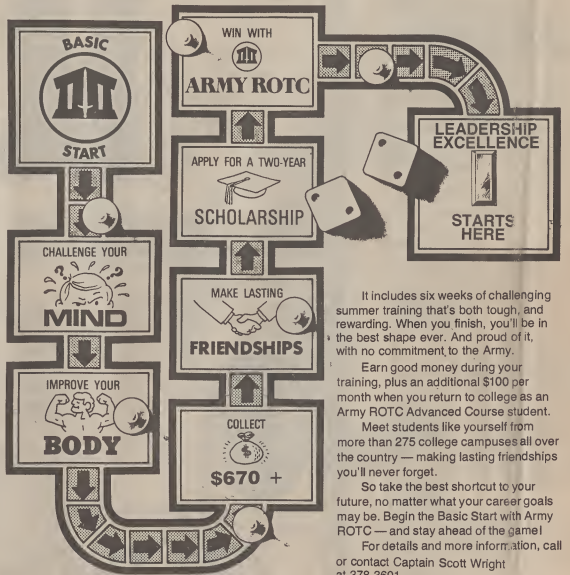 BASIC
START
CHALLENGE YOUR
MIND
IMPROVE YOUR
BODY
COLLECT
$
$670 +
MAKE LASTING
FRIENDSHIPS
APPLY FOR A TWO-YEAR
SCHOLARSHIP
WIN WITH
ARMY ROTC
LEADERSHIP
EXCELLENCE
STARTS
HERE
It includes six weeks of challenging
summer training that's both tough, and
rewarding. When you finish, you'll be in
the best shape ever. And proud of it,
with no commitment to the Army.
Earn good money during your
training, plus an additional $100 per
month when you return to college as an
Army ROTC Advanced Course student.
Meet students like yourself from
more than 275 college campuses all over
the country — making lasting friendships
you'll never forget.
So take the best shortcut to your
future, no matter what your career goals
may be. Begin the Basic Start with Army
ROTC — and stay ahead of the game!
For details and more information, call
or contact Captain Scott Wright
at 378-3601